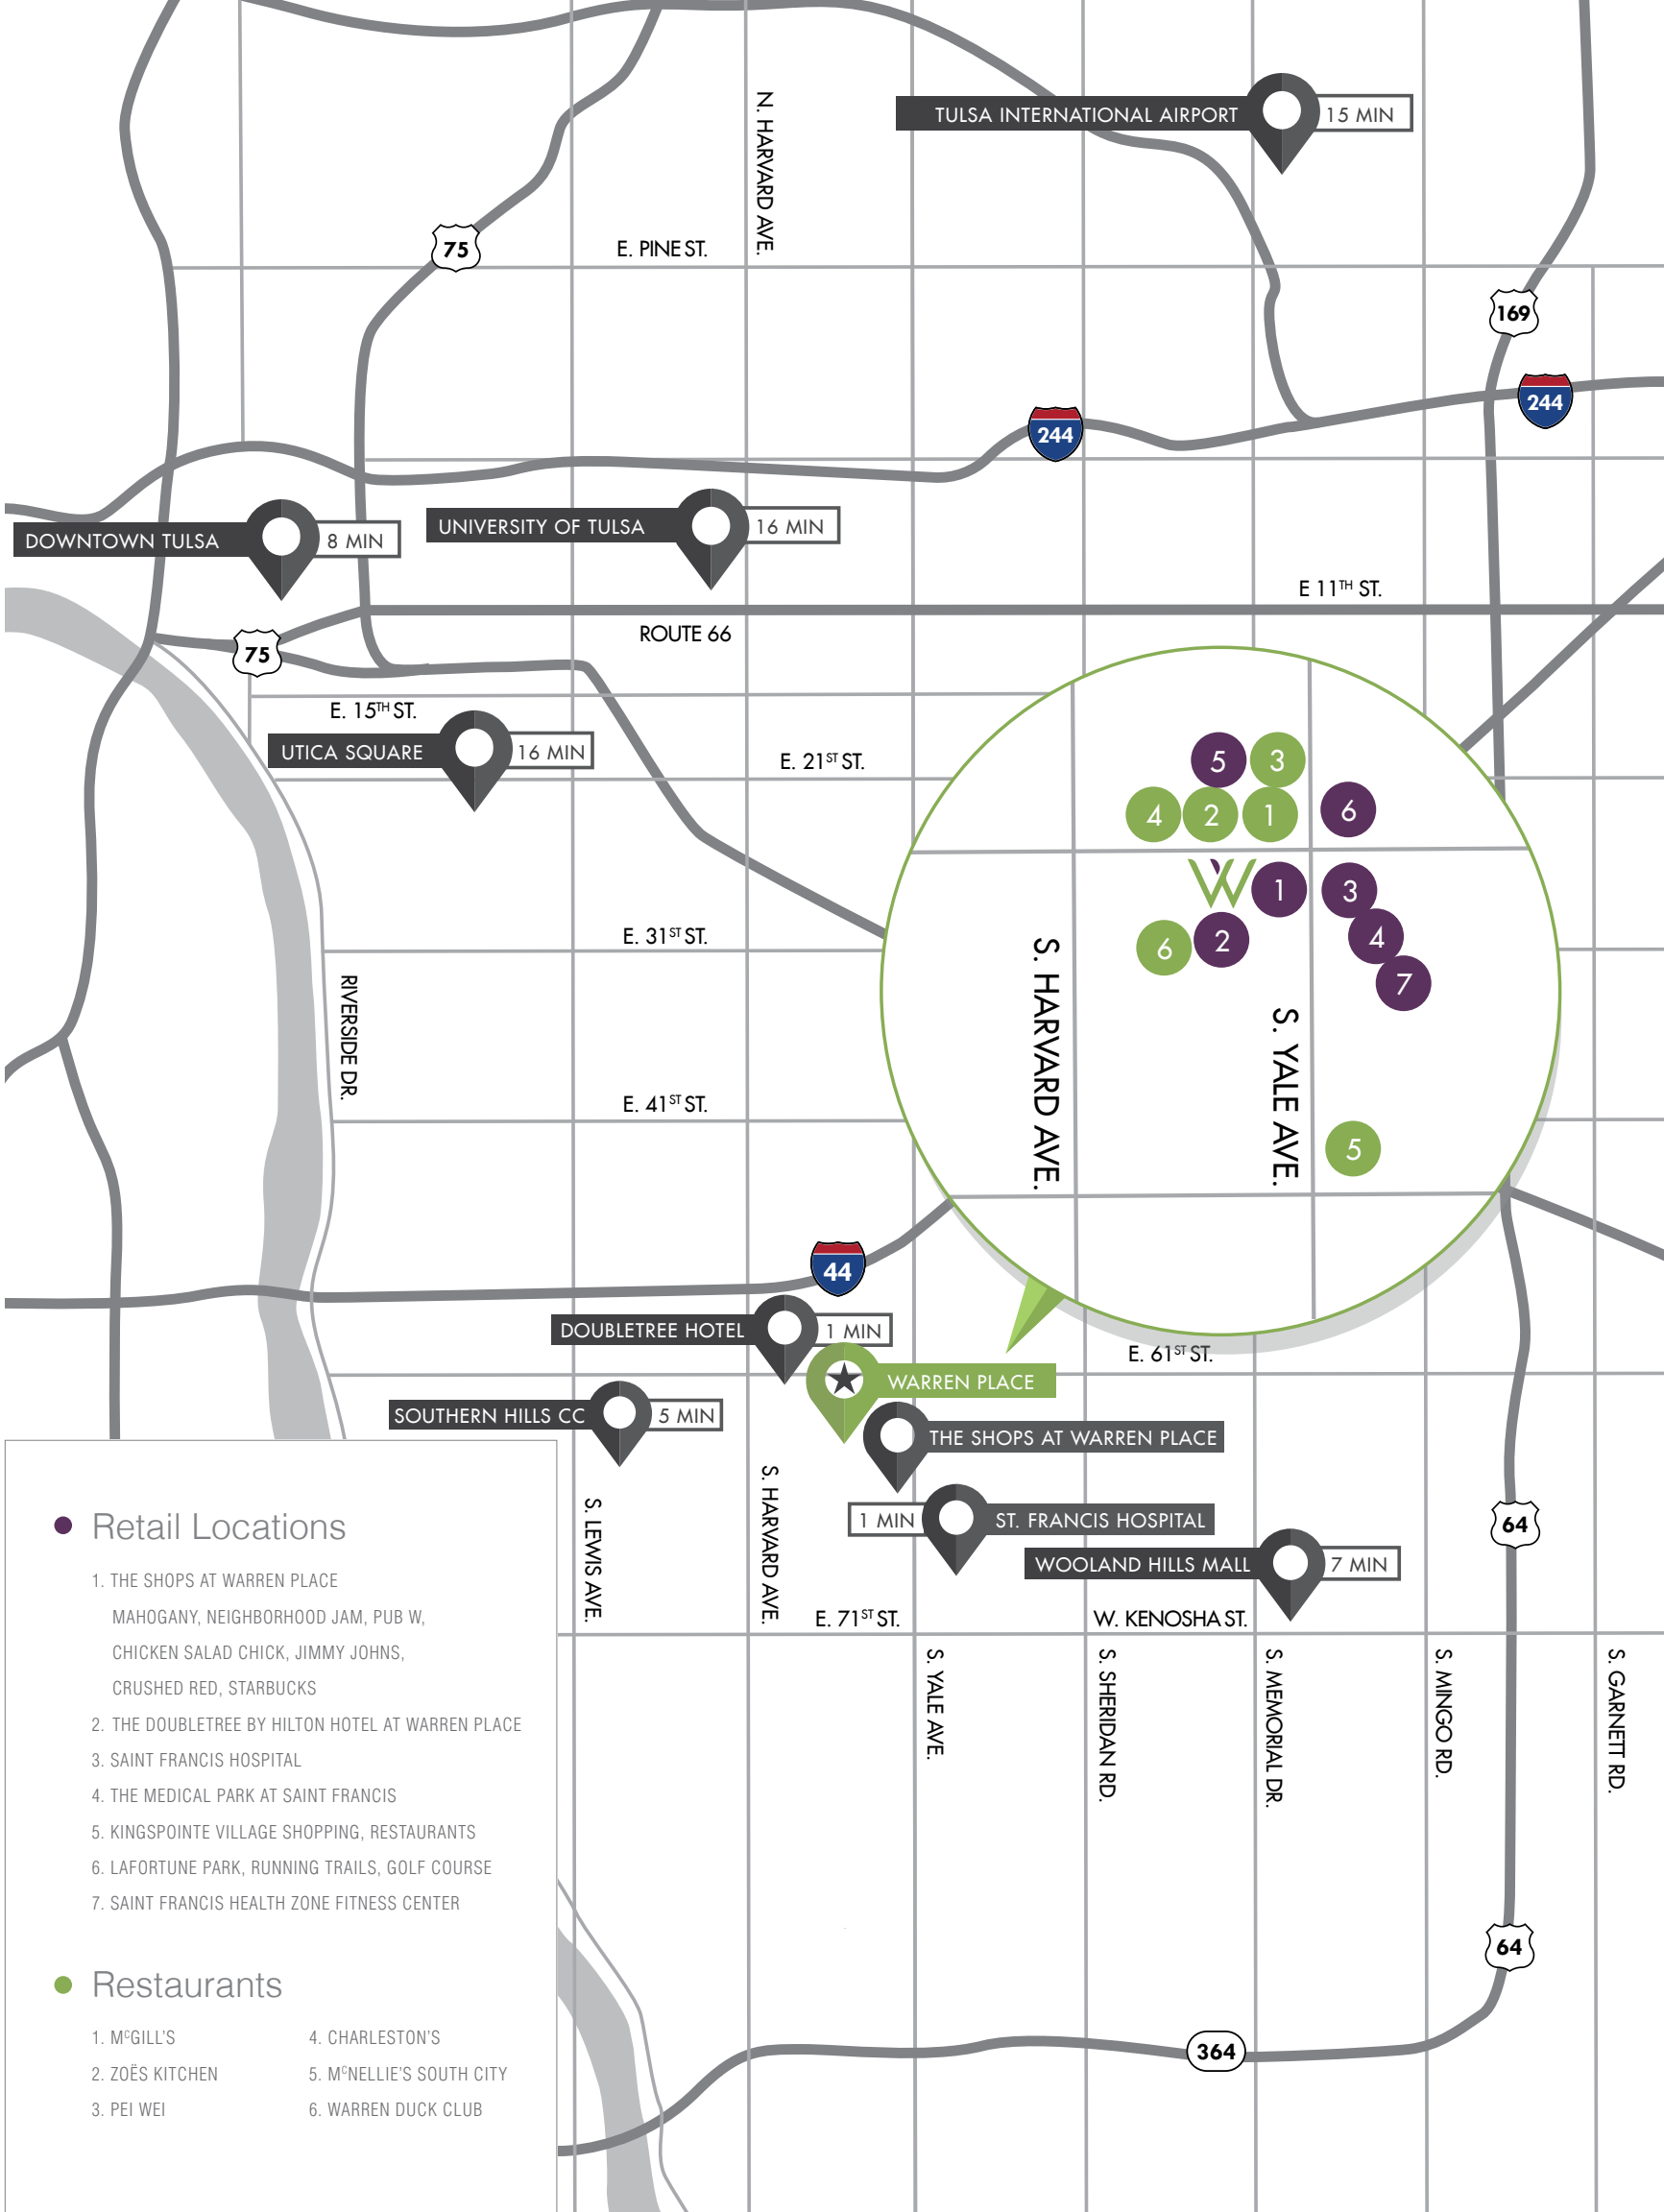 N. HARVARD AVE.
TULSA INTERNATIONAL AIRPORT
15 MIN
75
E. PINE ST.
169
244
244
DOWNTOWN TULSA
8 MIN
UNIVERSITY OF TULSA
16 MIN
E 11TH ST.
ROUTE 66
75
E. 15TH ST.
UTICA SQUARE
16 MIN
E. 21ST ST.
5
3
4
2
1
6
W
1
3
2
4
6
7
E. 31ST ST.
RIVERSIDE DR.
S. HARVARD AVE.
S. YALE AVE.
E. 41ST ST.
5
44
DOUBLETREE HOTEL
1 MIN
E. 61ST ST.
WARREN PLACE
SOUTHERN HILLS CC
5 MIN
THE SHOPS AT WARREN PLACE
1 MIN
ST. FRANCIS HOSPITAL
WOOLAND HILLS MALL
7 MIN
64
S. LEWIS AVE.
S. HARVARD AVE.
E. 71ST ST.
W. KENOSHA ST.
S. YALE AVE.
S. SHERIDAN RD.
S. MEMORIAL DR.
S. MINGO RD.
S. GARNETT RD.
64
364
Retail Locations
1. THE SHOPS AT WARREN PLACE
MAHOGANY, NEIGHBORHOOD JAM, PUB W,
CHICKEN SALAD CHICK, JIMMY JOHNS,
CRUSHED RED, STARBUCKS
2. THE DOUBLETREE BY HILTON HOTEL AT WARREN PLACE
3. SAINT FRANCIS HOSPITAL
4. THE MEDICAL PARK AT SAINT FRANCIS
5. KINGSPOINTE VILLAGE SHOPPING, RESTAURANTS
6. LAFORTUNE PARK, RUNNING TRAILS, GOLF COURSE
7. SAINT FRANCIS HEALTH ZONE FITNESS CENTER
Restaurants
1. McGILL'S
2. ZOËS KITCHEN
3. PEI WEI
4. CHARLESTON'S
5. McNELLIE'S SOUTH CITY
6. WARREN DUCK CLUB